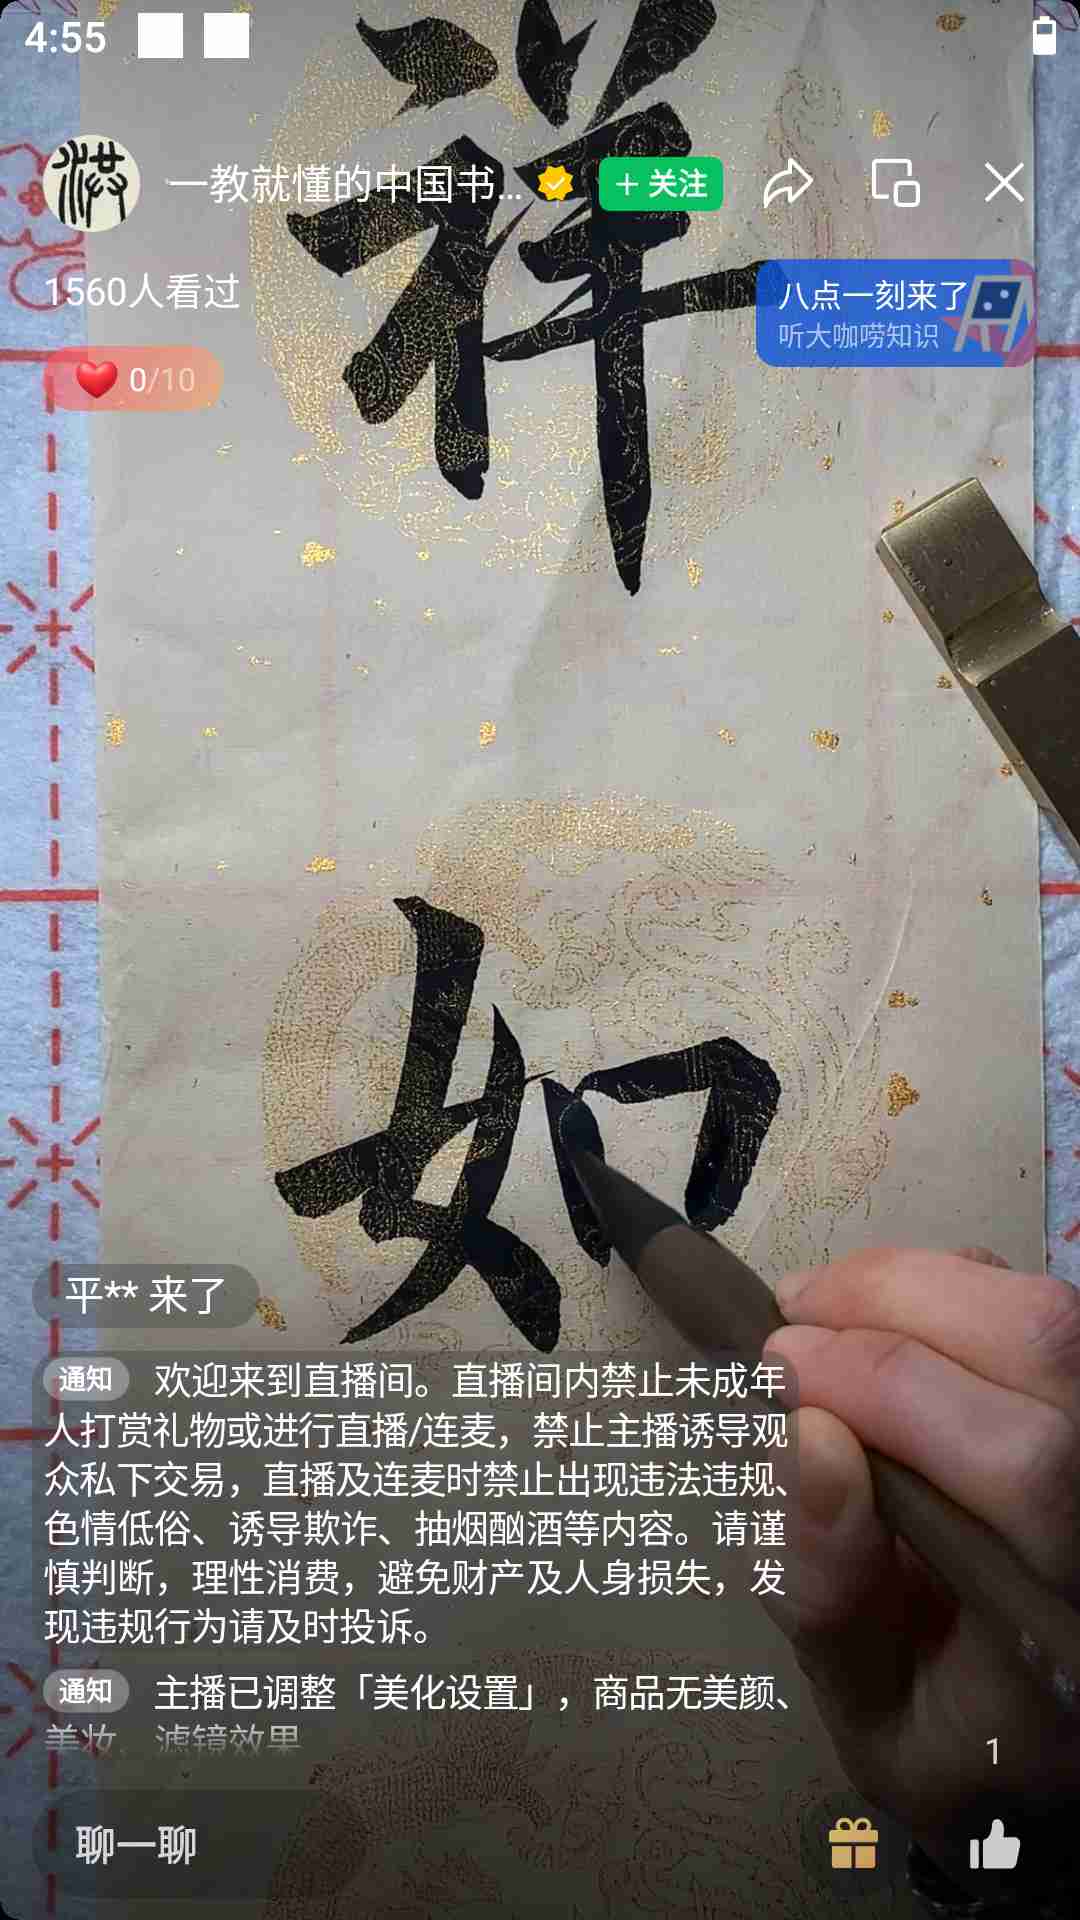 4:55
祥
洪
一教就懂的中国书...
+ 关注
1560人看过
八点一刻来了
听大咖唠知识
0/10
如
平** 来了
通知 欢迎来到直播间。直播间内禁止未成年
人打赏礼物或进行直播/连麦，禁止主播诱导观
众私下交易，直播及连麦时禁止出现违法违规、
色情低俗、诱导欺诈、抽烟酗酒等内容。请谨
慎判断，理性消费，避免财产及人身损失，发
现违规行为请及时投诉。
通知 主播已调整「美化设置」，商品无美颜、
美妆、滤镜效果
1
聊一聊